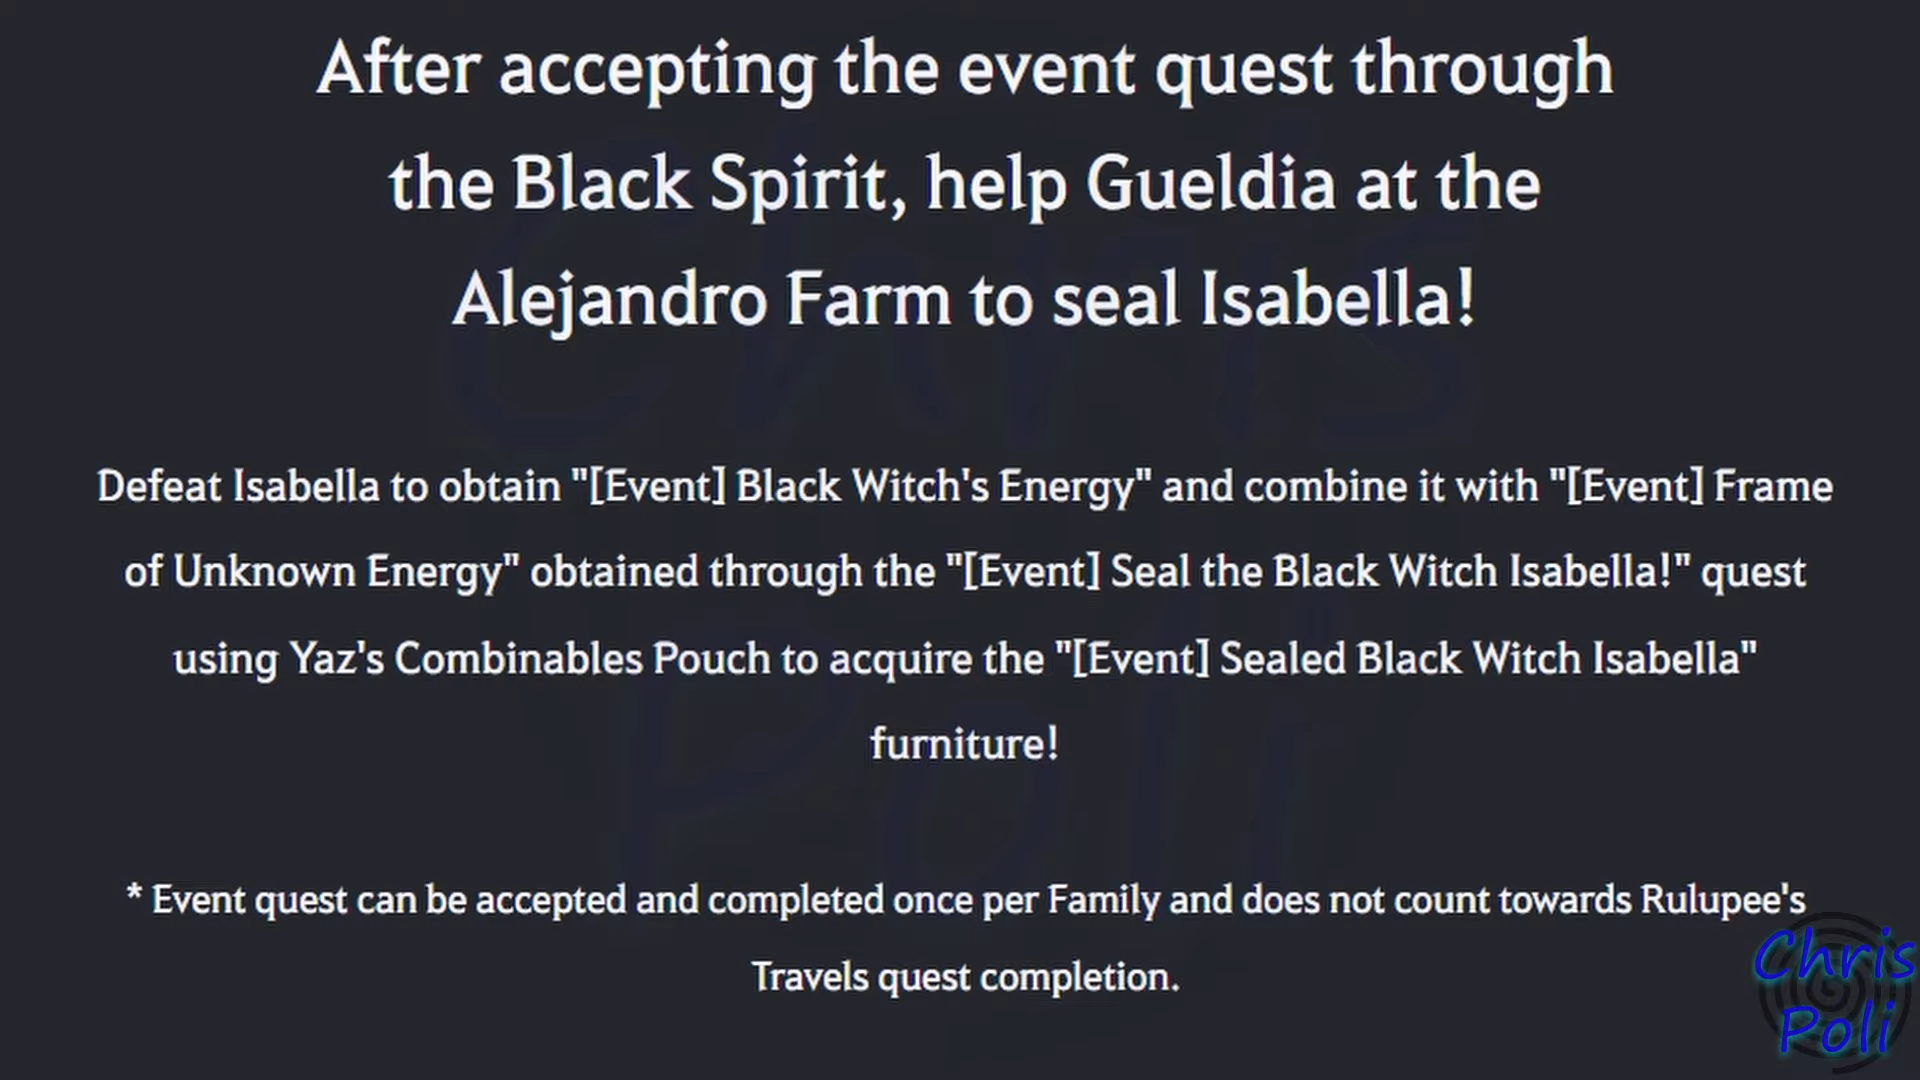 After accepting the event quest through
the Black Spirit, help Gueldia at the
Alejandro Farm to seal Isabella!
Defeat Isabella to obtain "[Event] Black Witch's Energy" and combine it with "[Event] Frame
of Unknown Energy" obtained through the "[Event] Seal the Black Witch Isabella!" quest
using Yaz's Combinables Pouch to acquire the "[Event] Sealed Black Witch Isabella"
furniture!
* Event quest can be accepted and completed once per Family and does not count towards Rulupee's
Travels quest completion.
Chris
Poli